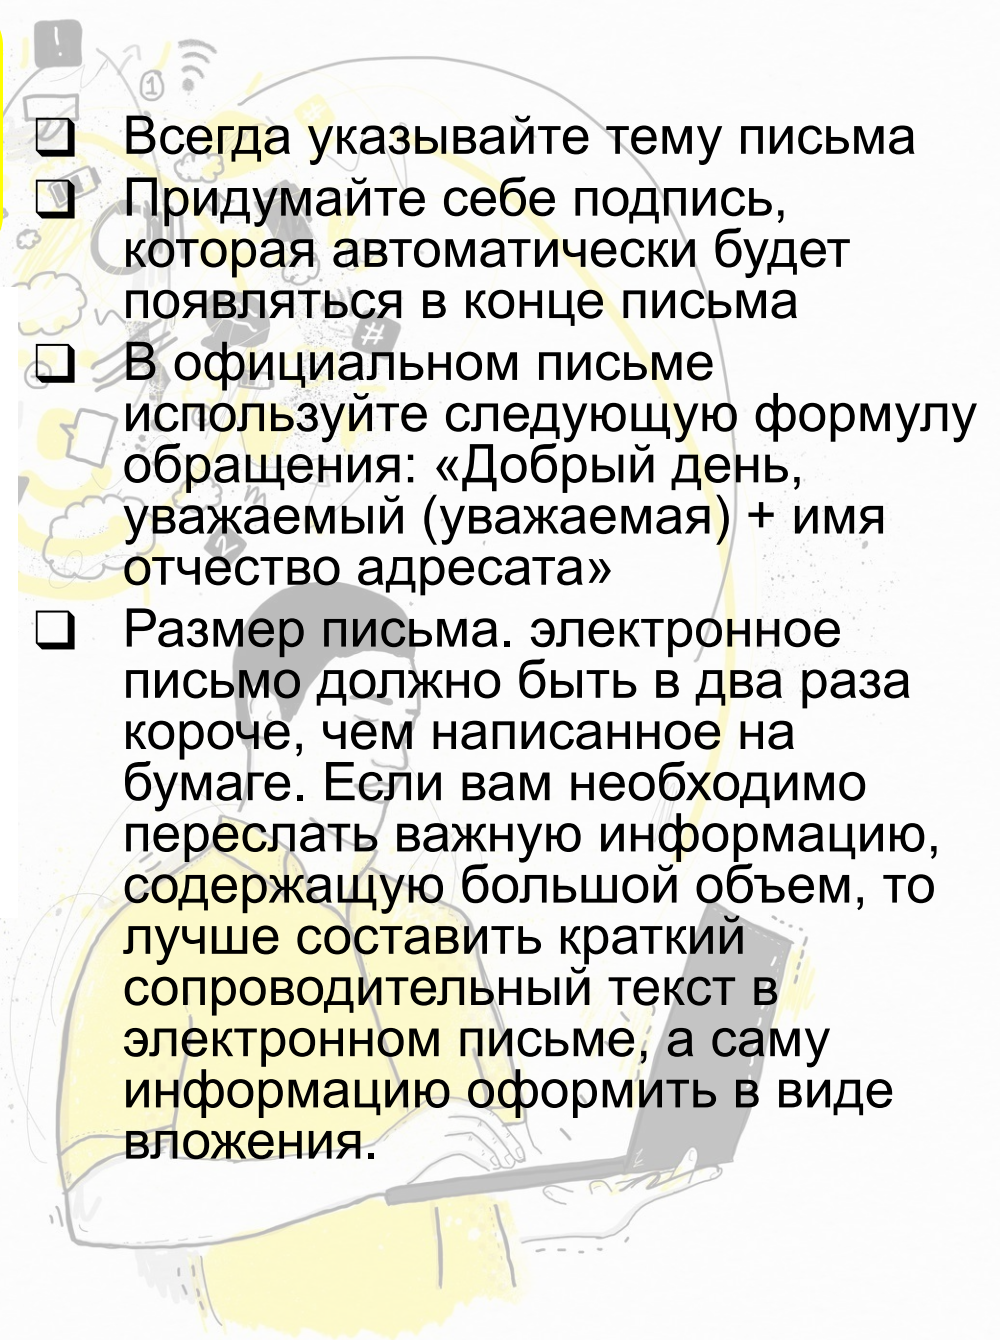 Всегда указывайте тему письма
Придумайте себе подпись,
которая автоматически будет
появляться в конце письма
В официальном письме
используйте следующую формулу
обращения: «Добрый день,
уважаемый (уважаемая) + имя
отчество адресата»
Размер письма. электронное
письмо должно быть в два раза
короче, чем написанное на
бумаге. Если вам необходимо
переслать важную информацию,
содержащую большой объем, то
лучше составить краткий
сопроводительный текст в
электронном письме, а саму
информацию оформить в виде
вложения.